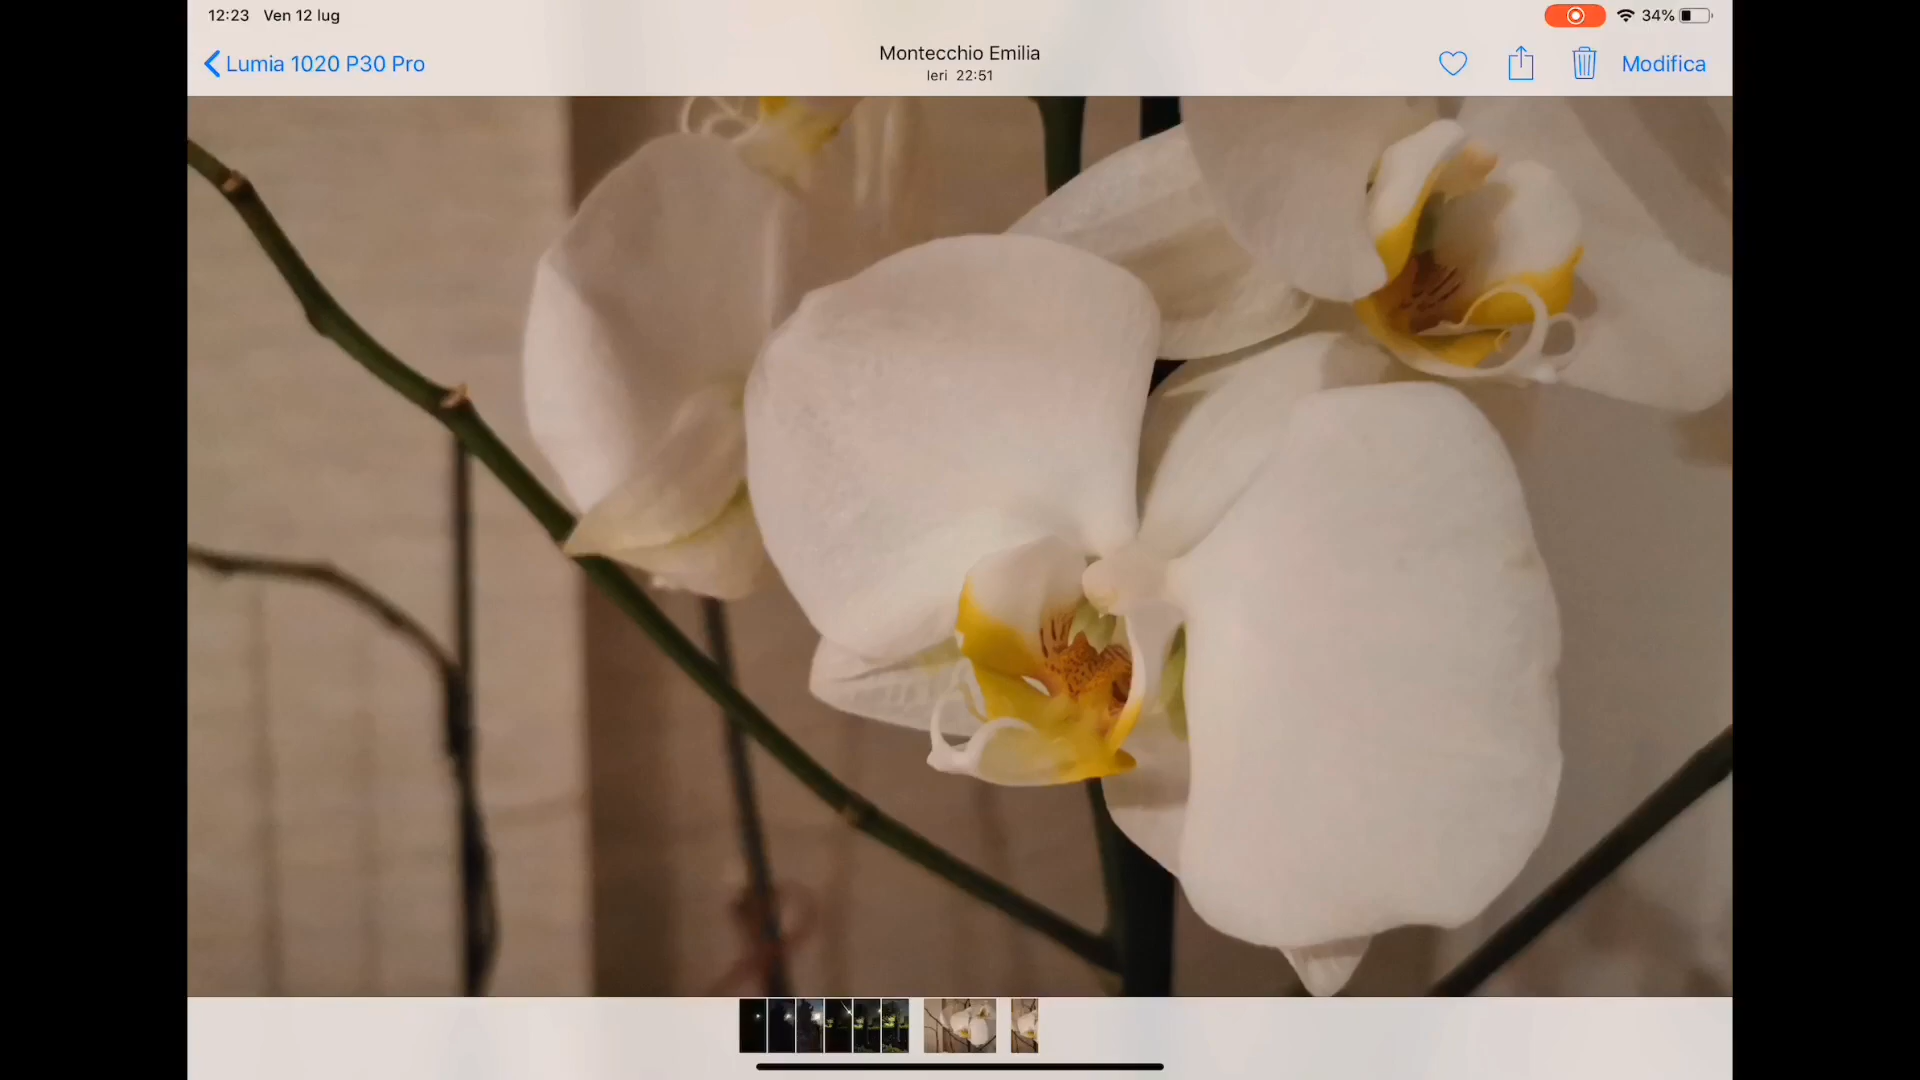 12:23 Ven 12 lug
34%
Lumia 1020 P30 Pro
Montecchio Emilia
Ieri 22:51
Modifica